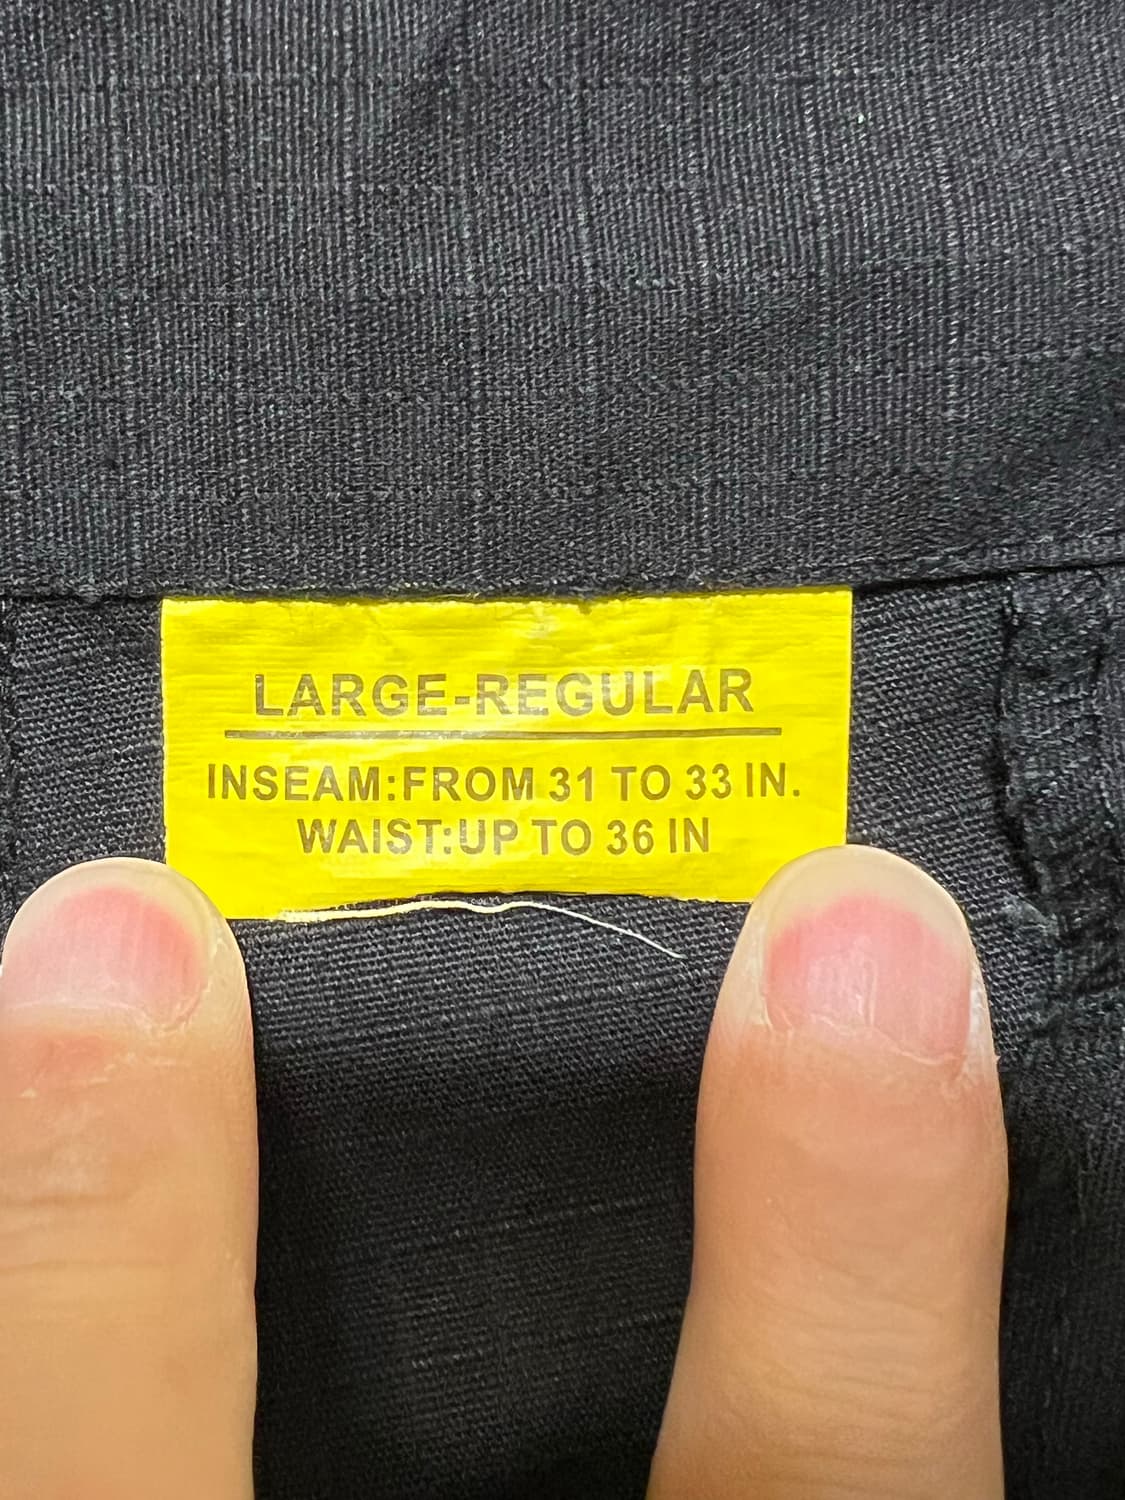 LARGE-REGULAR
INSEAM:FROM 31 TO 33 IN.
WAIST:UP TO 36 IN